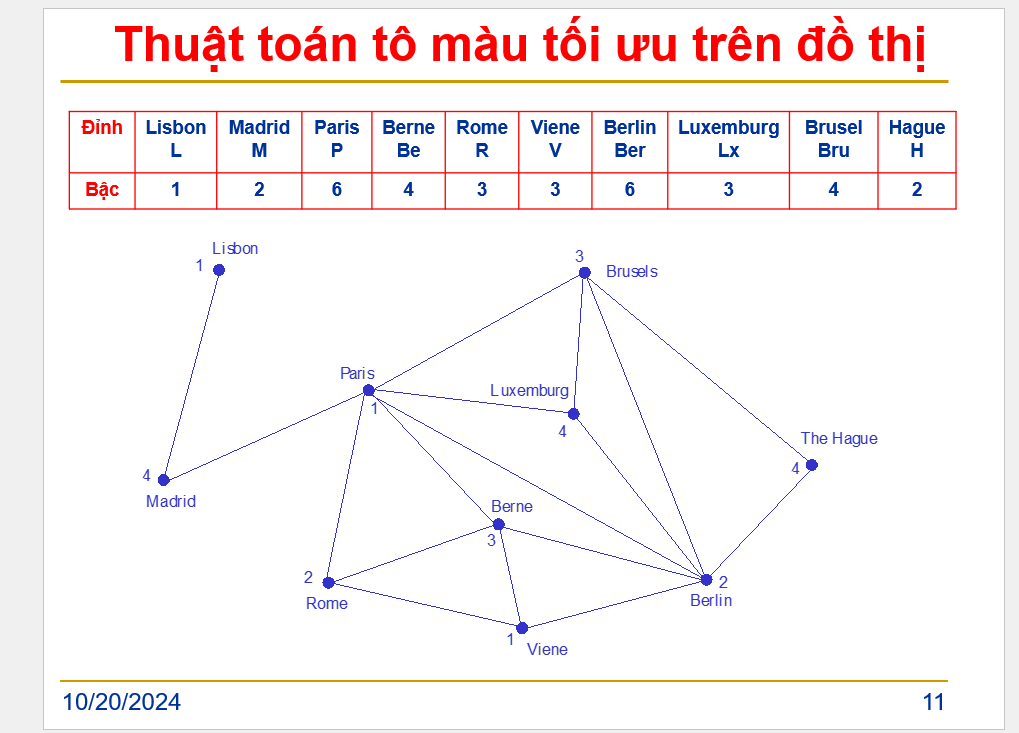 Thuật toán tô màu tối ưu trên đồ thị
Đỉnh Lisbon Madrid Paris Berne Rome Viene Berlin Luxemburg Brusel Hague
L M P Be R V Ber Lx Bru H
Bậc 1 2 6 4 3 3 6 3 4 2
Lisbon
1
3
Brusels
Paris
1
Luxemburg
4
The Hague
4
4
Madrid
Berne
3
2
Rome
2
Berlin
1
Viene
10/20/2024 11